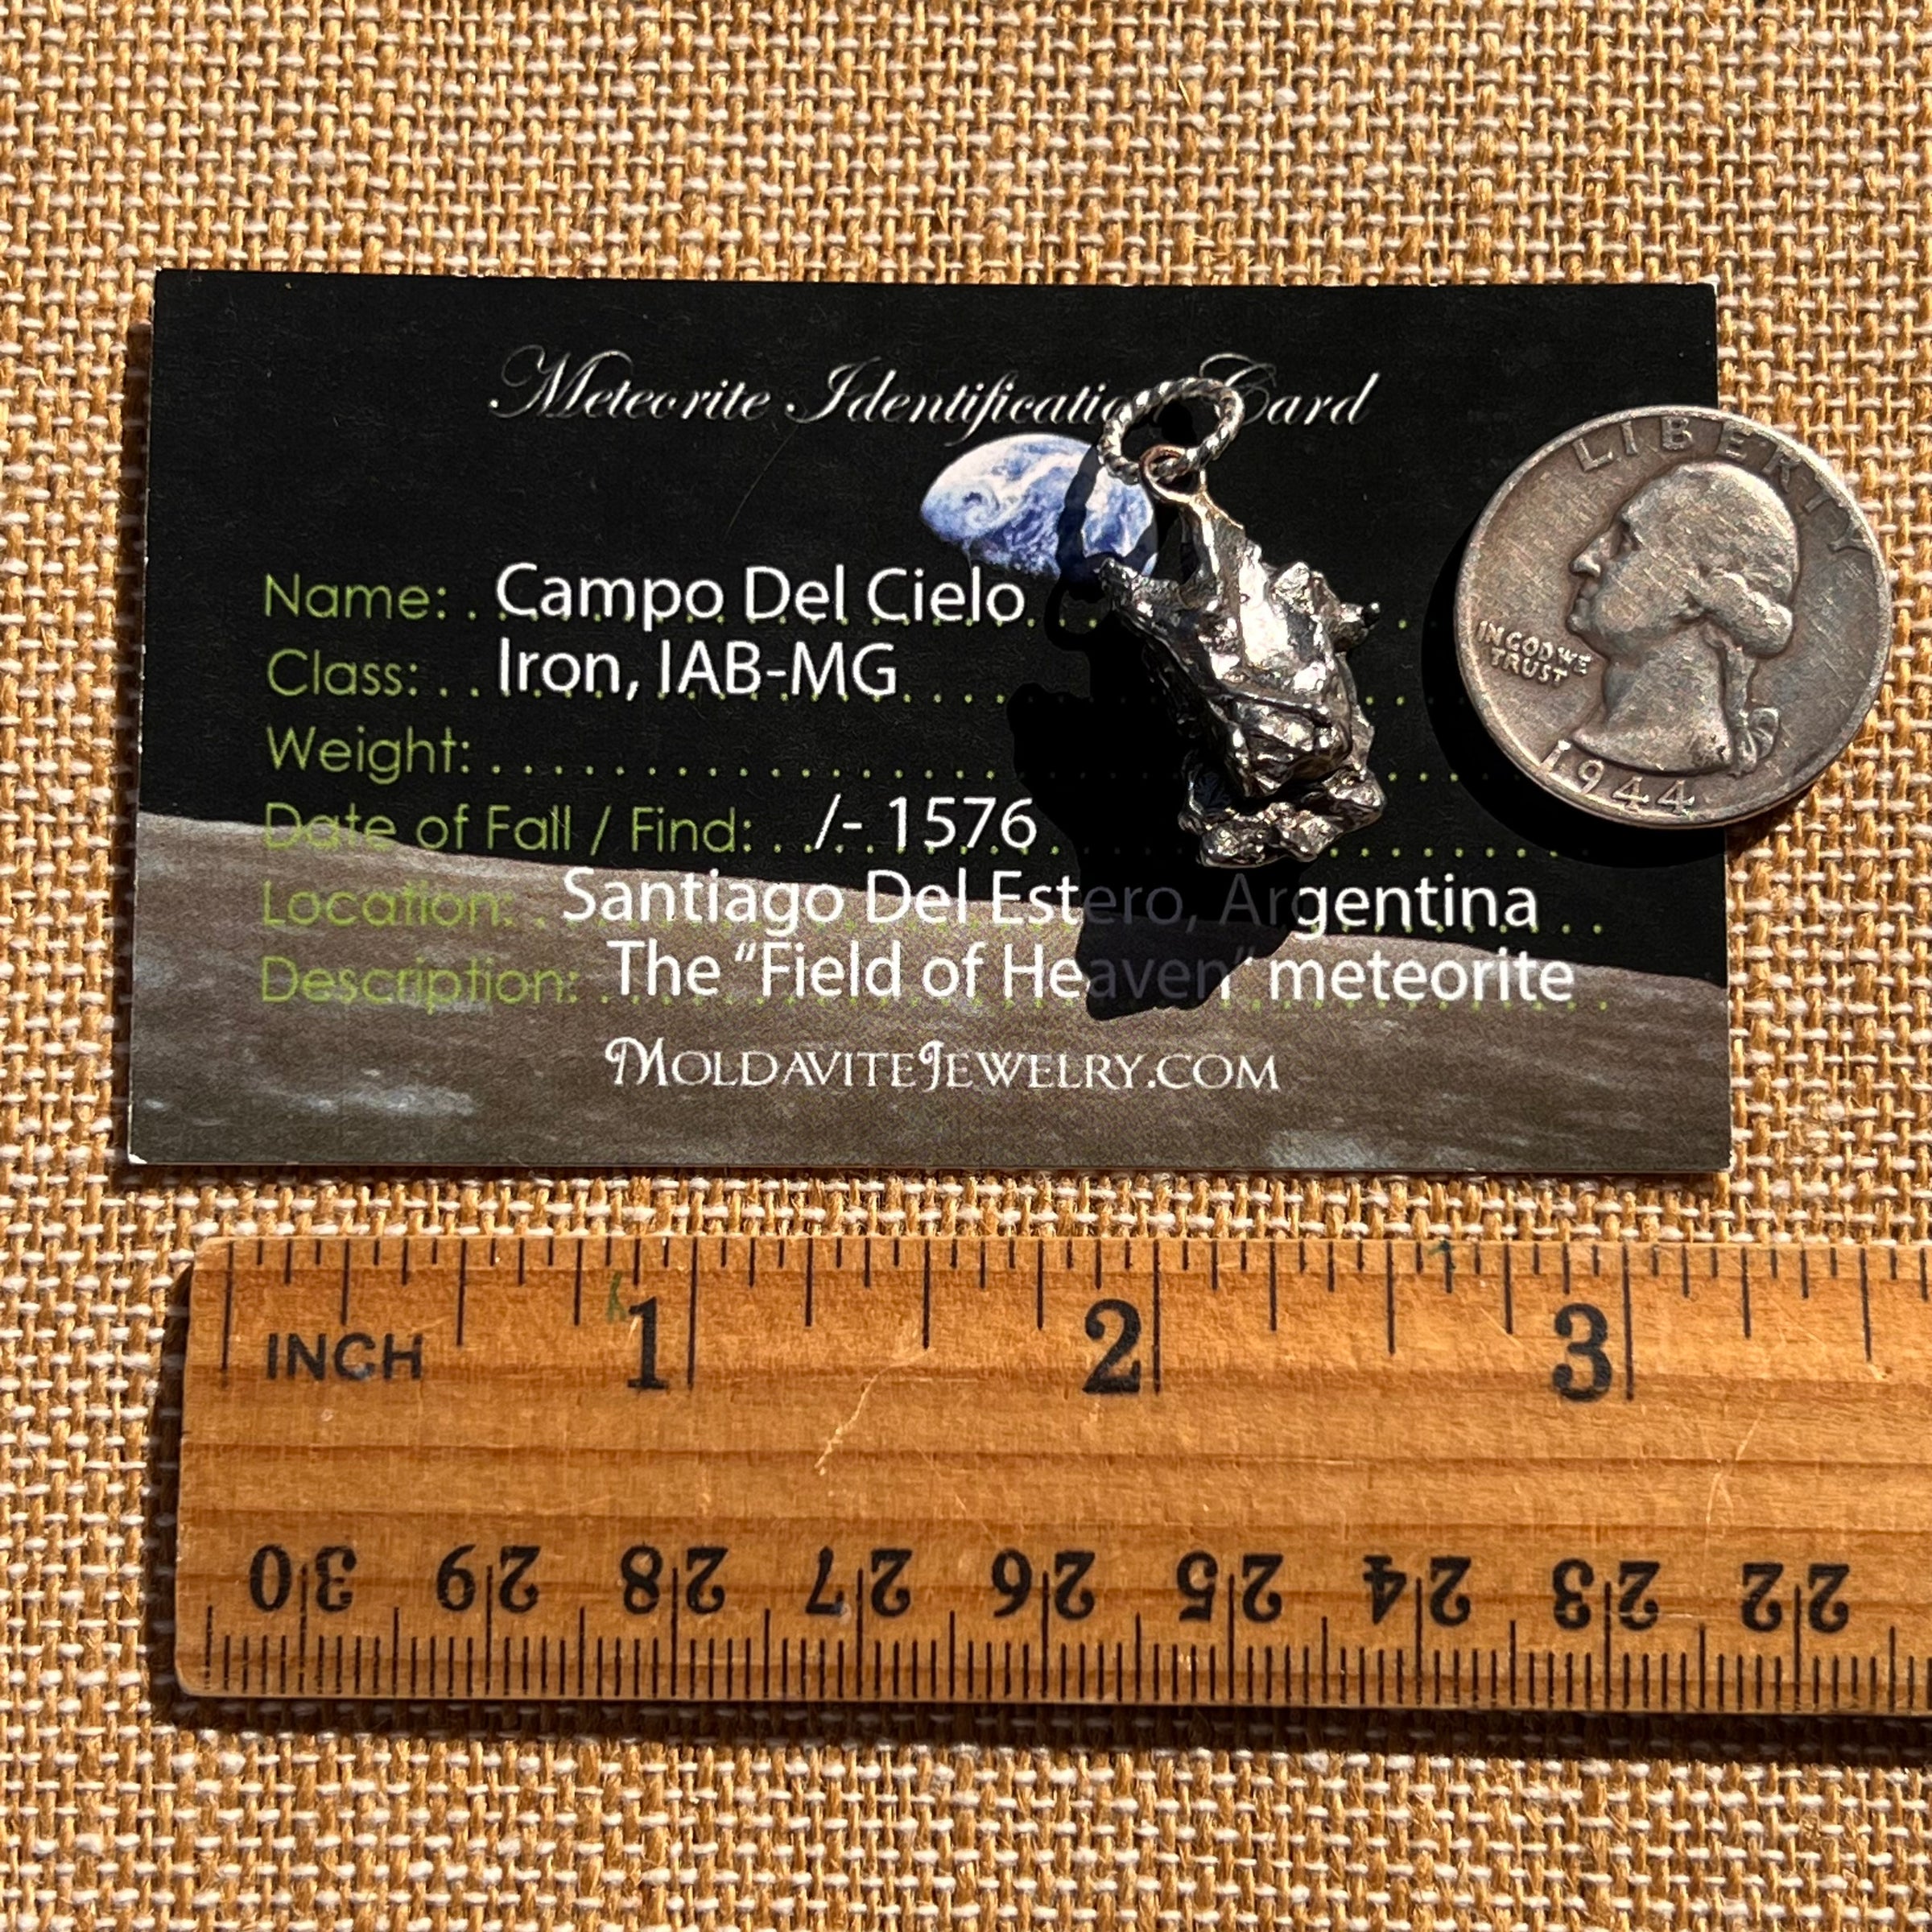 Meteorite Identification Card
Name: . Campo Del Cielo
Class: . . Iron, IAB-MG
Weight:
Date of Fall / Find: . . /- 1576
Location: . Santiago Del Estero, Argentina . .
Description: . The “Field of Heaven” meteorite .
MOLDAVITEJEWELRY.COM
LIBERTY
IN GOD WE
TRUST
1944
INCH 1 2 3
30 29 28 27 26 25 24 23 22